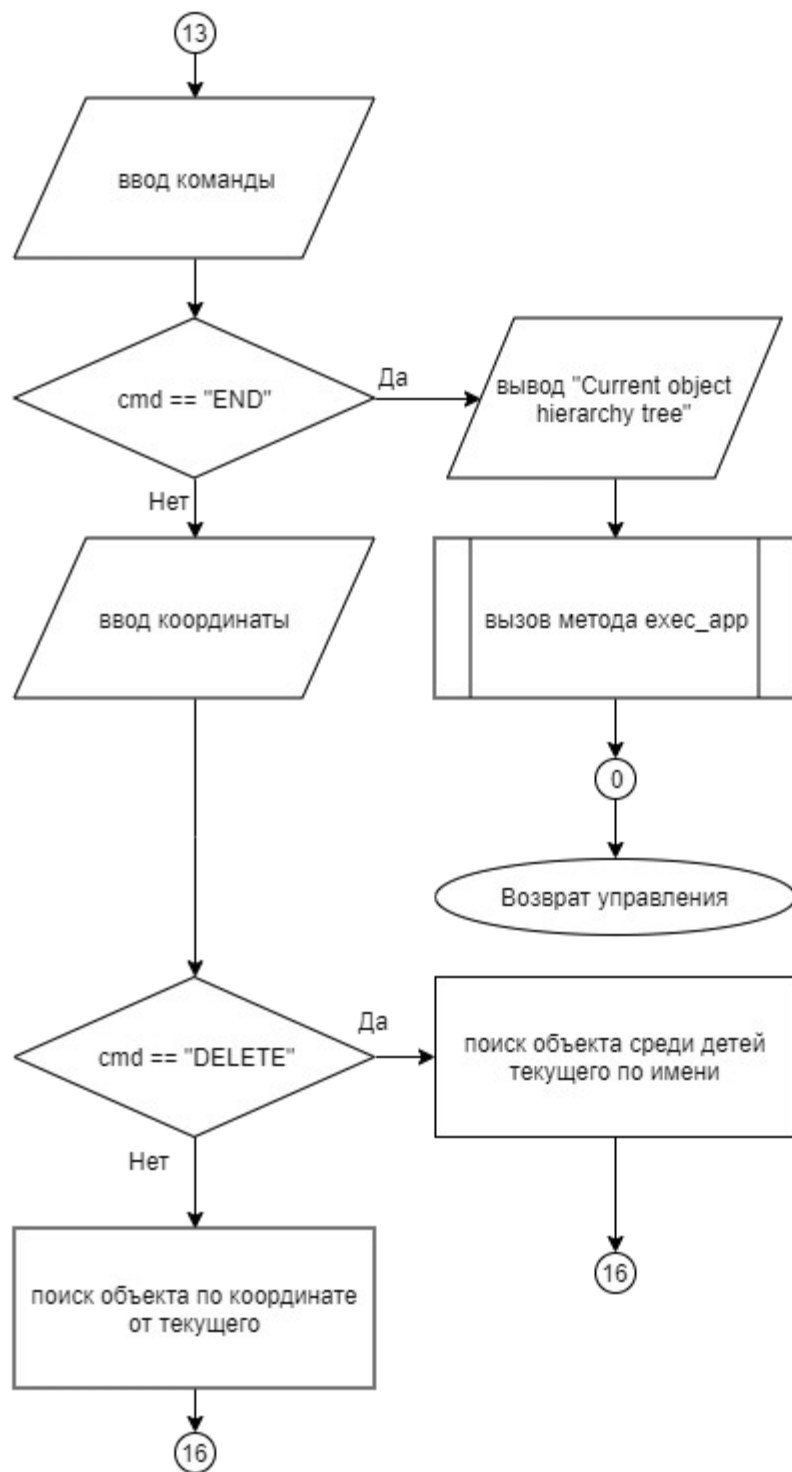 13
ввод команды
cmd == "END"
Да
вывод "Current object
hierarchy tree"
Нет
ввод координаты
вызов метода exec_app
0
Возврат управления
cmd == "DELETE"
Да
поиск объекта среди детей
текущего по имени
Нет
16
поиск объекта по координате
от текущего
16